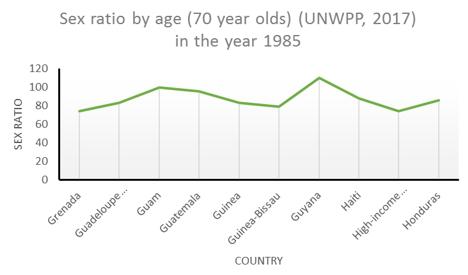 Sex ratio by age (70 year olds) (UNWPP, 2017)
in the year 1985
120
100
80
60
40
20
0
SEX RATIO
Grenada
Guadeloupe...
Guam
Guatemala
Guinea
Guinea-Bissau
Guyana
Haiti
High-income...
Honduras
COUNTRY